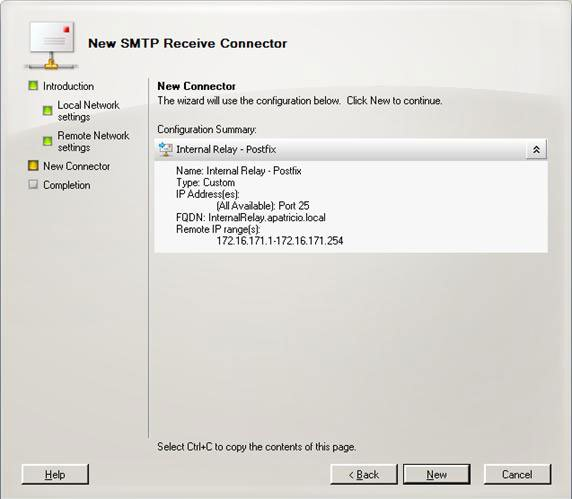 New SMTP Receive Connector
Introduction
Local Network
settings
Remote Network
settings
New Connector
Completion
New Connector
The wizard will use the configuration below. Click New to continue.
Configuration Summary:
Internal Relay - Postfix
Name: Internal Relay - Postfix
Type: Custom
IP Address(es):
(All Available): Port 25
FQDN: InternalRelay.apatricio.local
Remote IP range(s):
172.16.171.1-172.16.171.254
Select Ctrl+C to copy the contents of this page.
Help
< Back
New
Cancel